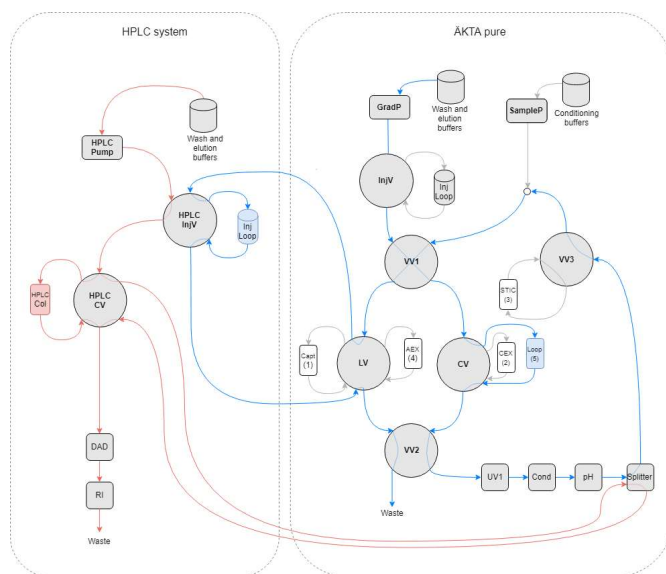 HPLC system
ÄKTA pure
Wash and
elution
buffers
HPLC
Pump
HPLC
InjV
Inj
Loop
HPLC
Col
HPLC
CV
DAD
RI
Waste
GradP
Wash and
elution
buffers
SampleP
Conditioning
buffers
InjV
Inj
Loop
VV1
VV3
STIC
(3)
Capt
(1)
LV
AEX
(4)
CV
CEX
(2)
Loop
(5)
VV2
Waste
UV1
Cond
pH
Splitter